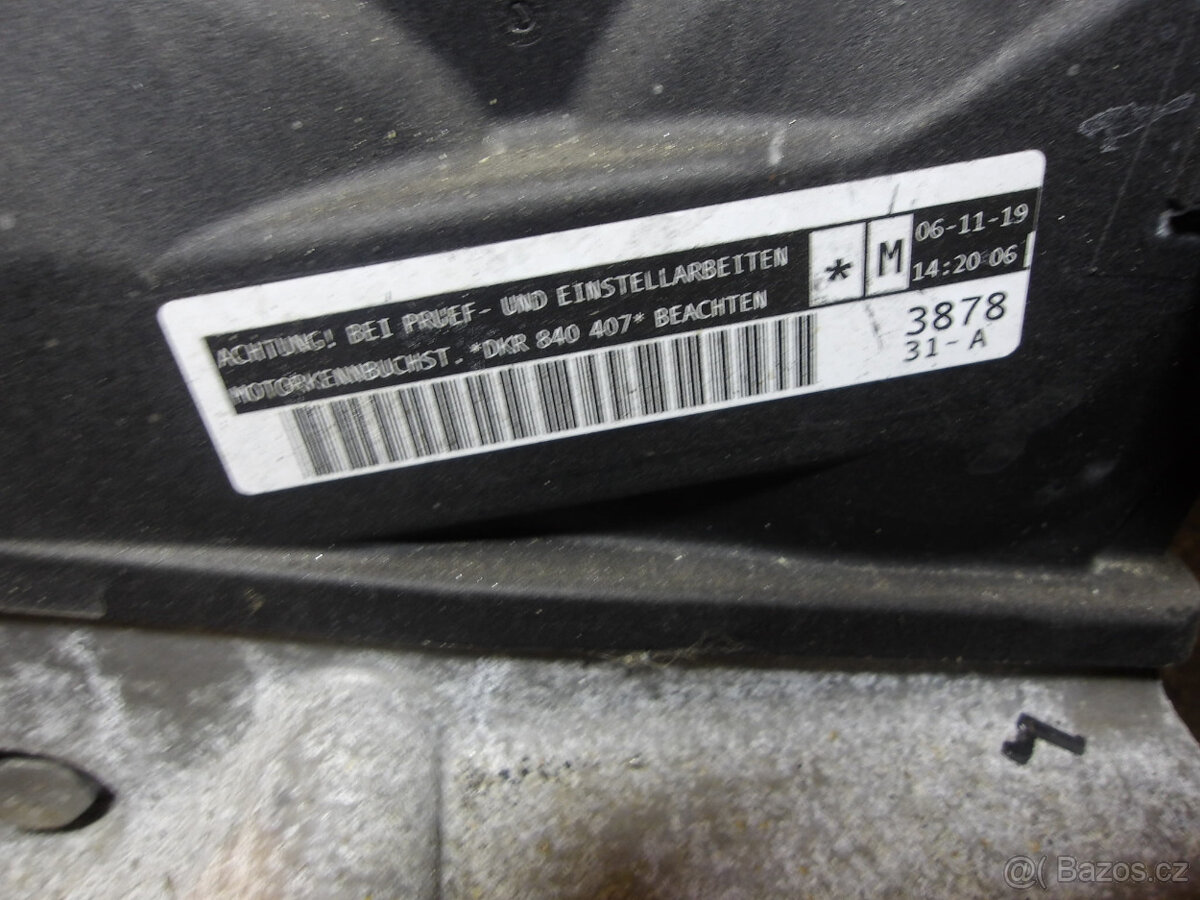 ACHTUNG! BEI PRUEF- UND EINSTELLARBEITEN
MOTORKENNBUCHST. *DKR 840 407* BEACHTEN
* M
06-11-19
14:20 06
3878
31-A
@( Bazos.cz